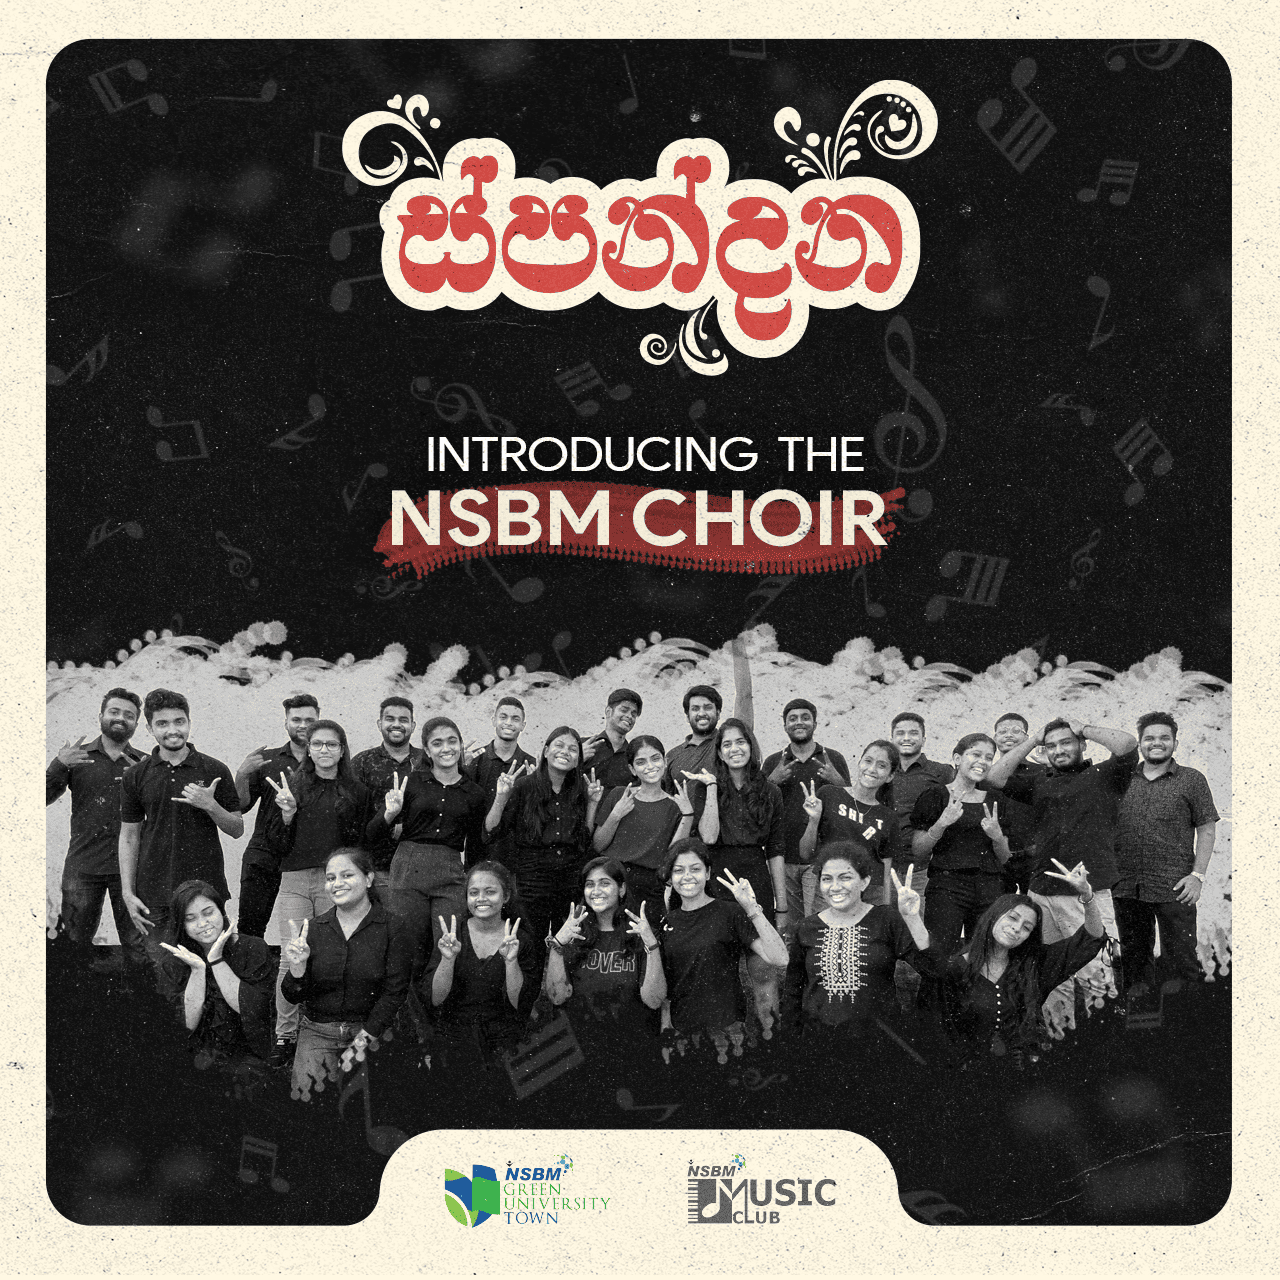 ස්පන්දන
INTRODUCING THE
NSBM CHOIR
NSBM
GREEN
UNIVERSITY
TOWN
NSBM
MUSIC
CLUB